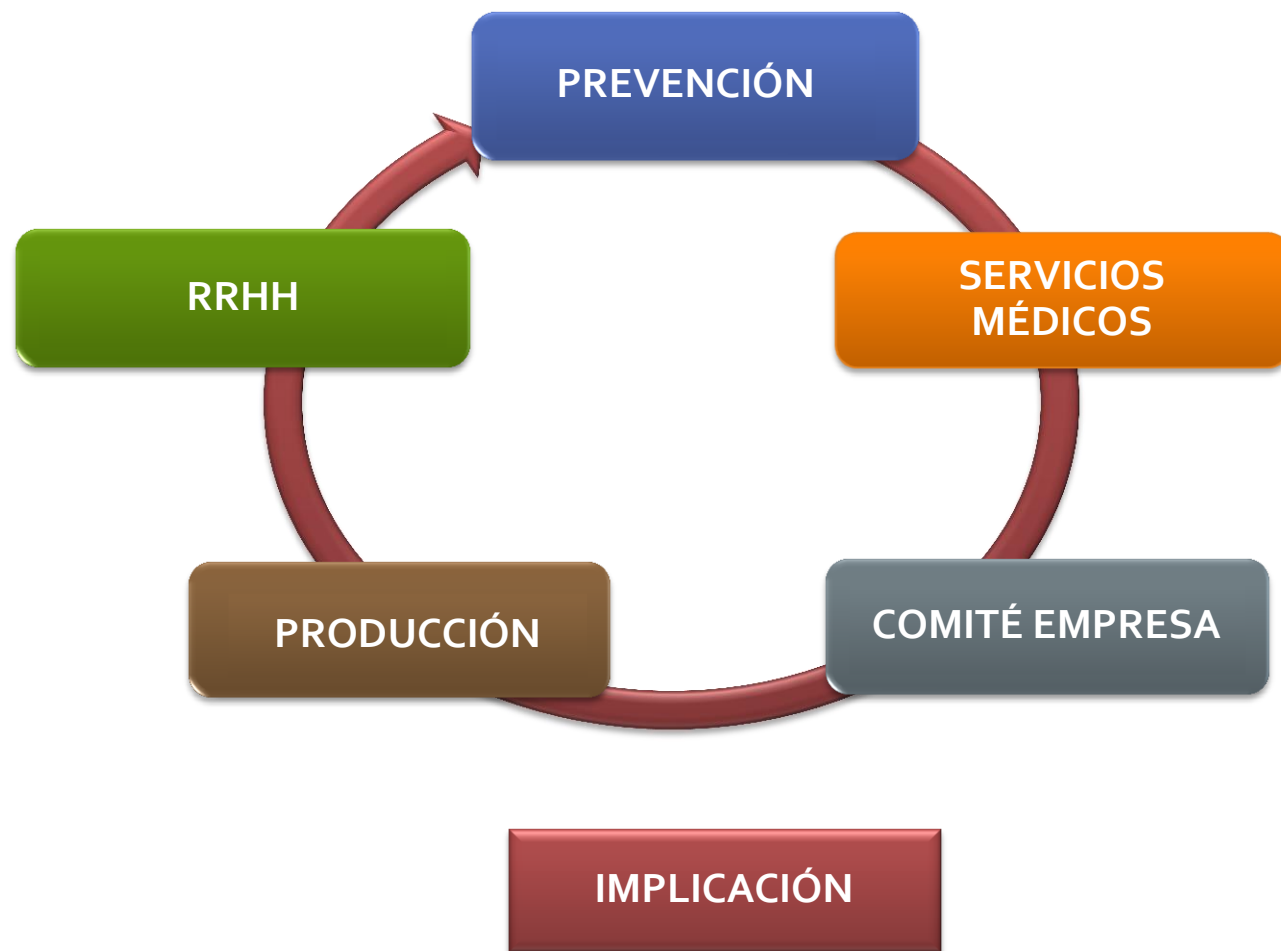 PREVENCIÓN
SERVICIOS
MÉDICOS
COMITÉ EMPRESA
PRODUCCIÓN
RRHH
IMPLICACIÓN